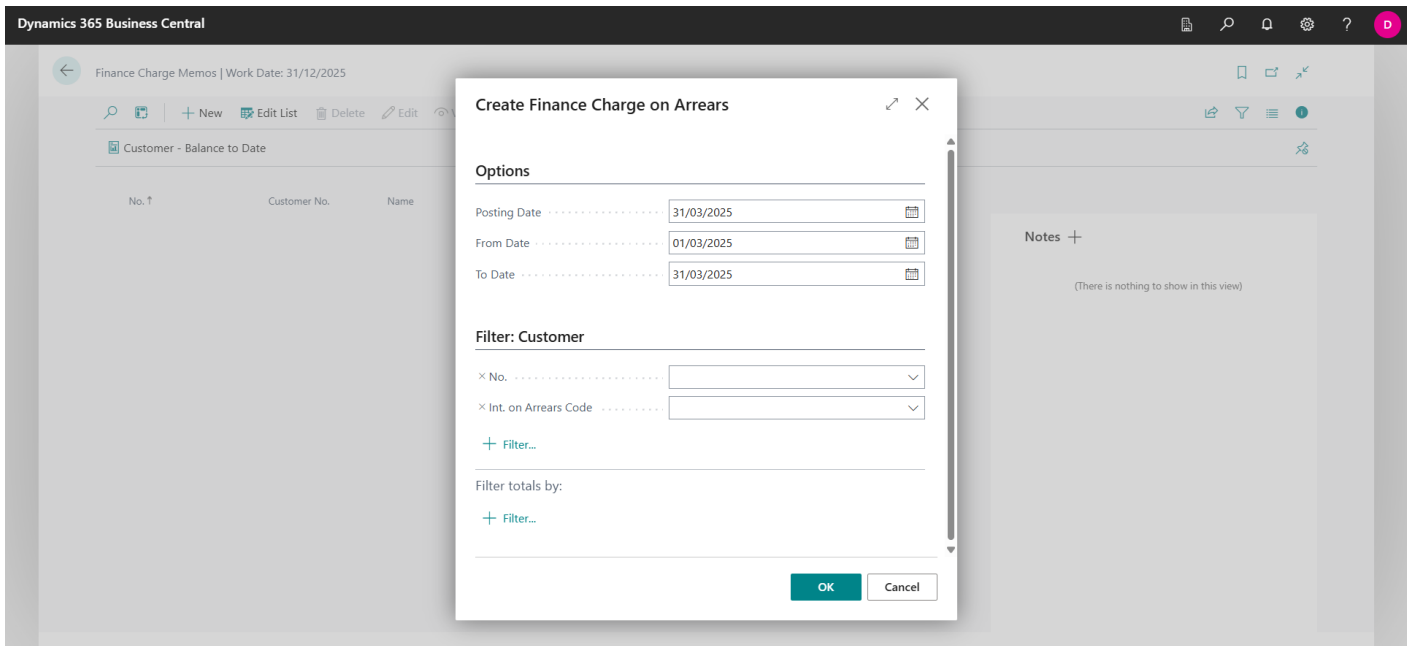 Dynamics 365 Business Central
?
D
Finance Charge Memos | Work Date: 31/12/2025
New
Edit List
Delete
Edit
Customer - Balance to Date
No. ↑
Customer No.
Name
Notes
(There is nothing to show in this view)
Create Finance Charge on Arrears
Options
Posting Date
31/03/2025
From Date
01/03/2025
To Date
31/03/2025
Filter: Customer
× No.
× Int. on Arrears Code
Filter...
Filter totals by:
Filter...
OK
Cancel